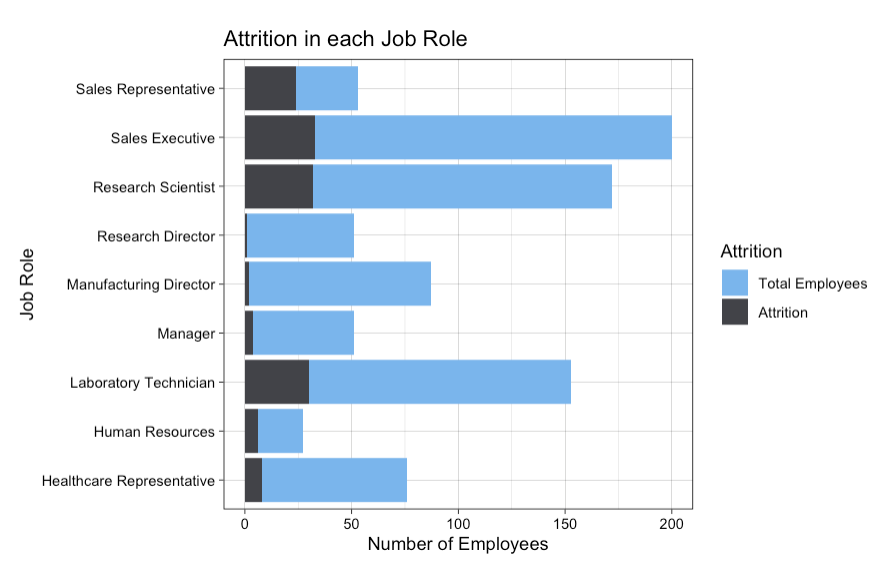 Attrition in each Job Role
Job Role
Sales Representative
Sales Executive
Research Scientist
Research Director
Manufacturing Director
Manager
Laboratory Technician
Human Resources
Healthcare Representative
0 50 100 150 200
Number of Employees
Attrition
Total Employees
Attrition